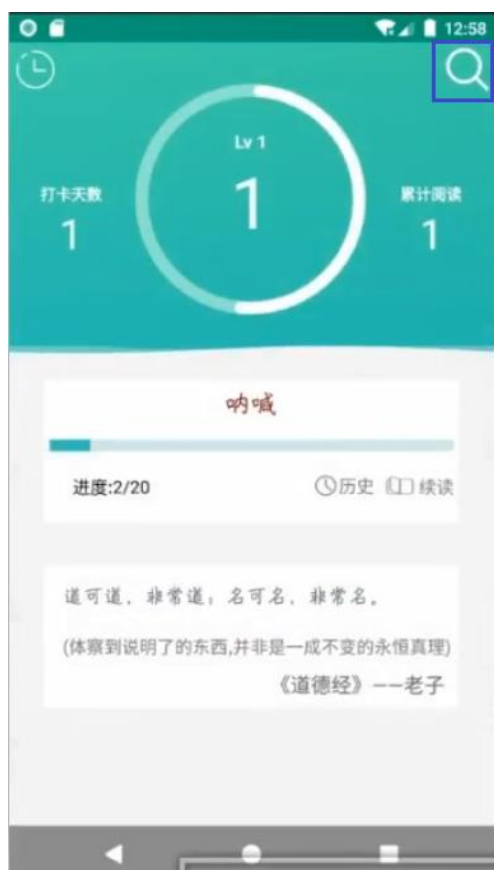 12:58
Lv 1
打卡天数
1
累计阅读
1
1
呐喊
进度:2/20
历史 续读
道可道，非常道；名可名，非常名。
(体察到说明了的东西,并非是一成不变的永恒真理)
《道德经》——老子